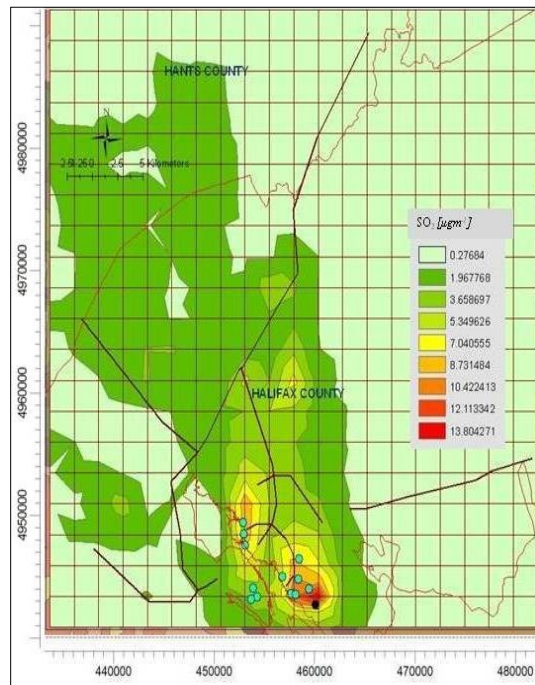 HANTS COUNTY
N
5 Kilometers
SO₂ [µgm⁻³]
0.27684
1.967768
3.658697
5.349626
7.040555
8.731484
10.422413
12.113342
13.804271
HALIFAX COUNTY
4980000
4970000
4960000
4950000
440000 450000 460000 470000 480000